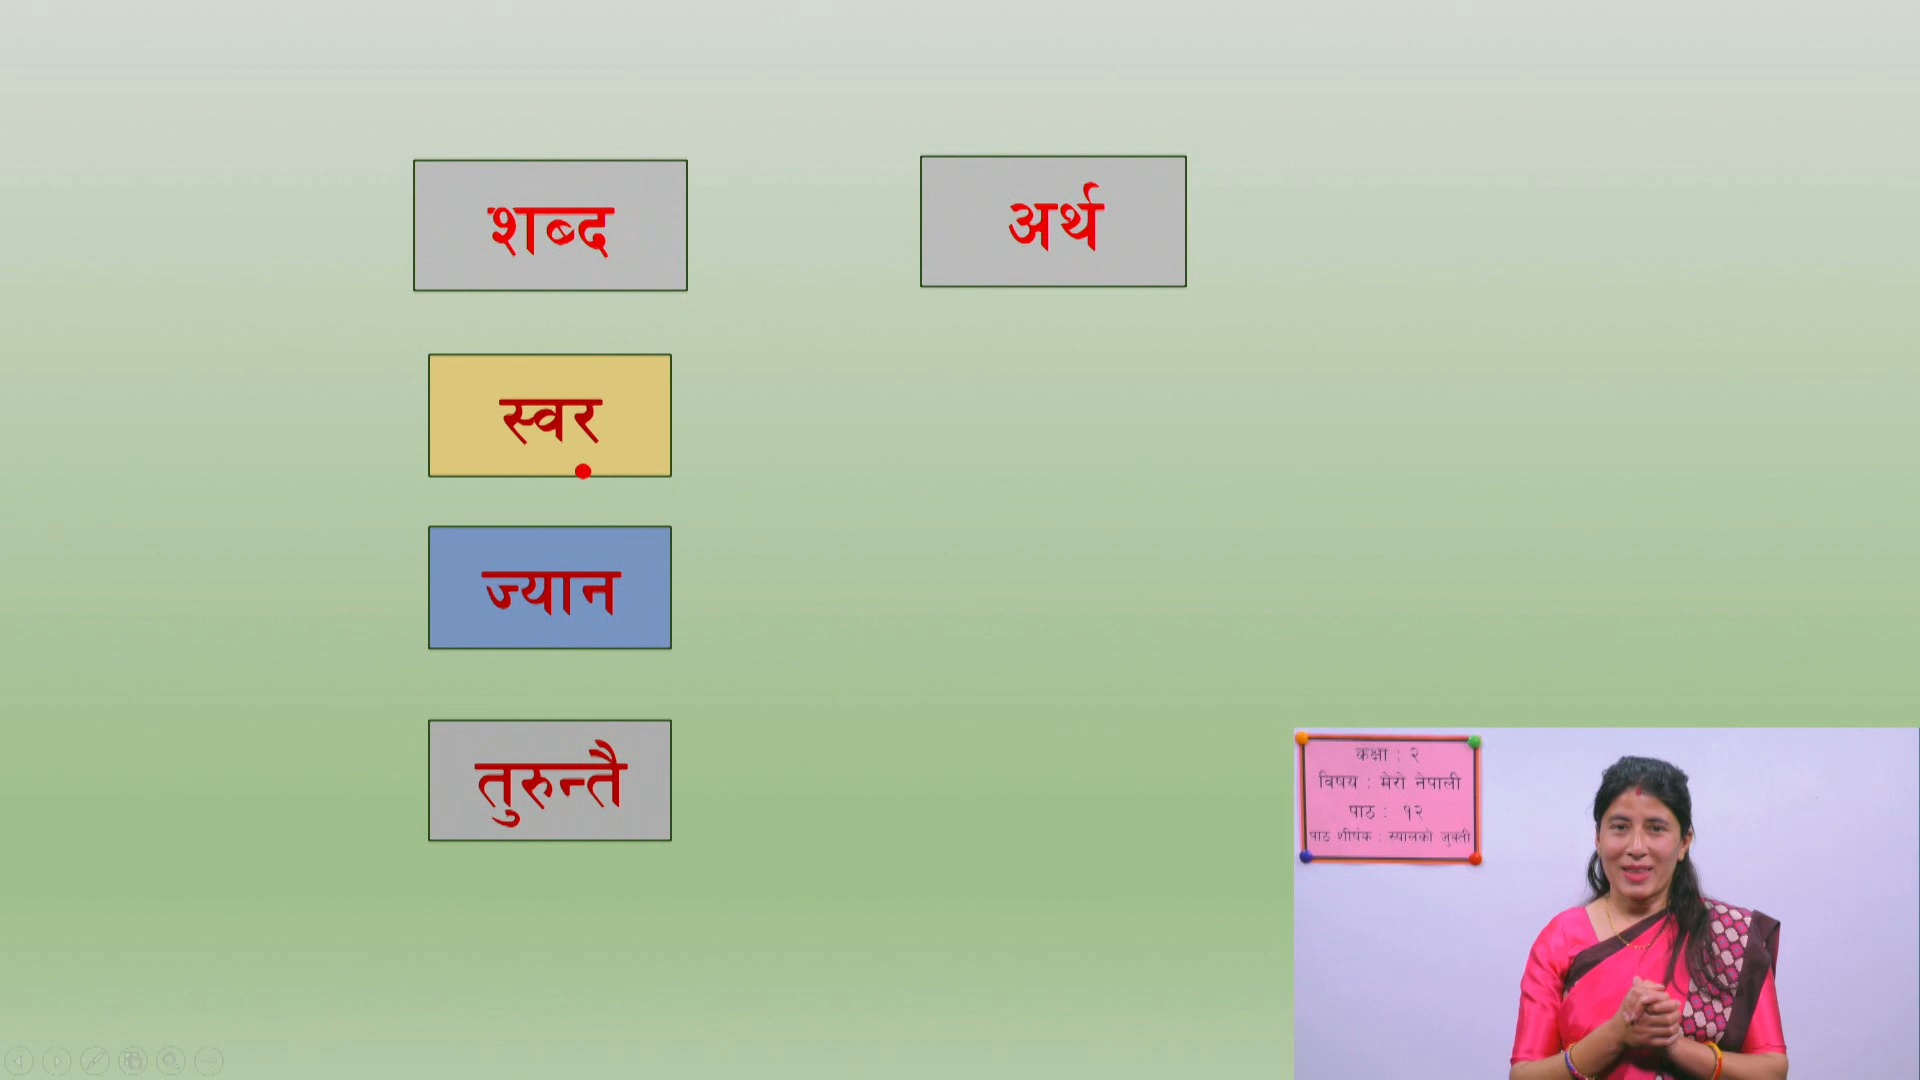 शब्द
अर्थ
स्वर
ज्यान
तुरुन्तै
कक्षा : २
विषय : मेरो नेपाली
पाठ : १२
पाठ शीर्षक : स्यालको जुक्ती